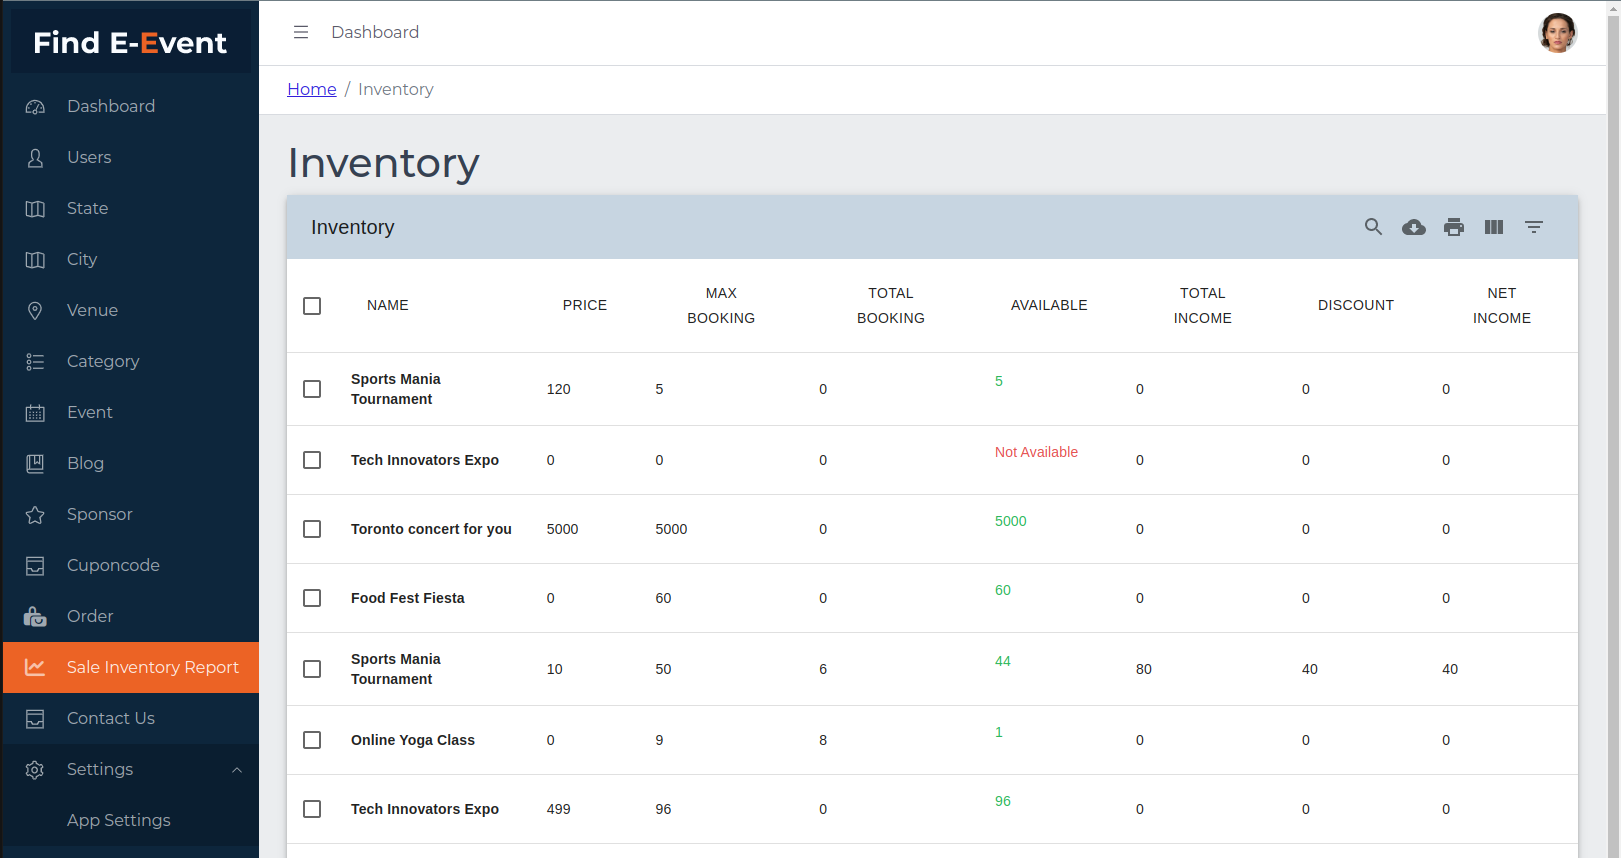 Find E-Event
Dashboard
Users
State
City
Venue
Category
Event
Blog
Sponsor
Cuponcode
Order
Sale Inventory Report
Contact Us
Settings
App Settings
Dashboard
Home / Inventory
Inventory
Inventory
NAME PRICE MAX BOOKING TOTAL BOOKING AVAILABLE TOTAL INCOME DISCOUNT NET INCOME
Sports Mania Tournament 120 5 0 5 0 0 0
Tech Innovators Expo 0 0 0 Not Available 0 0 0
Toronto concert for you 5000 5000 0 5000 0 0 0
Food Fest Fiesta 0 60 0 60 0 0 0
Sports Mania Tournament 10 50 6 44 80 40 40
Online Yoga Class 0 9 8 1 0 0 0
Tech Innovators Expo 499 96 0 96 0 0 0